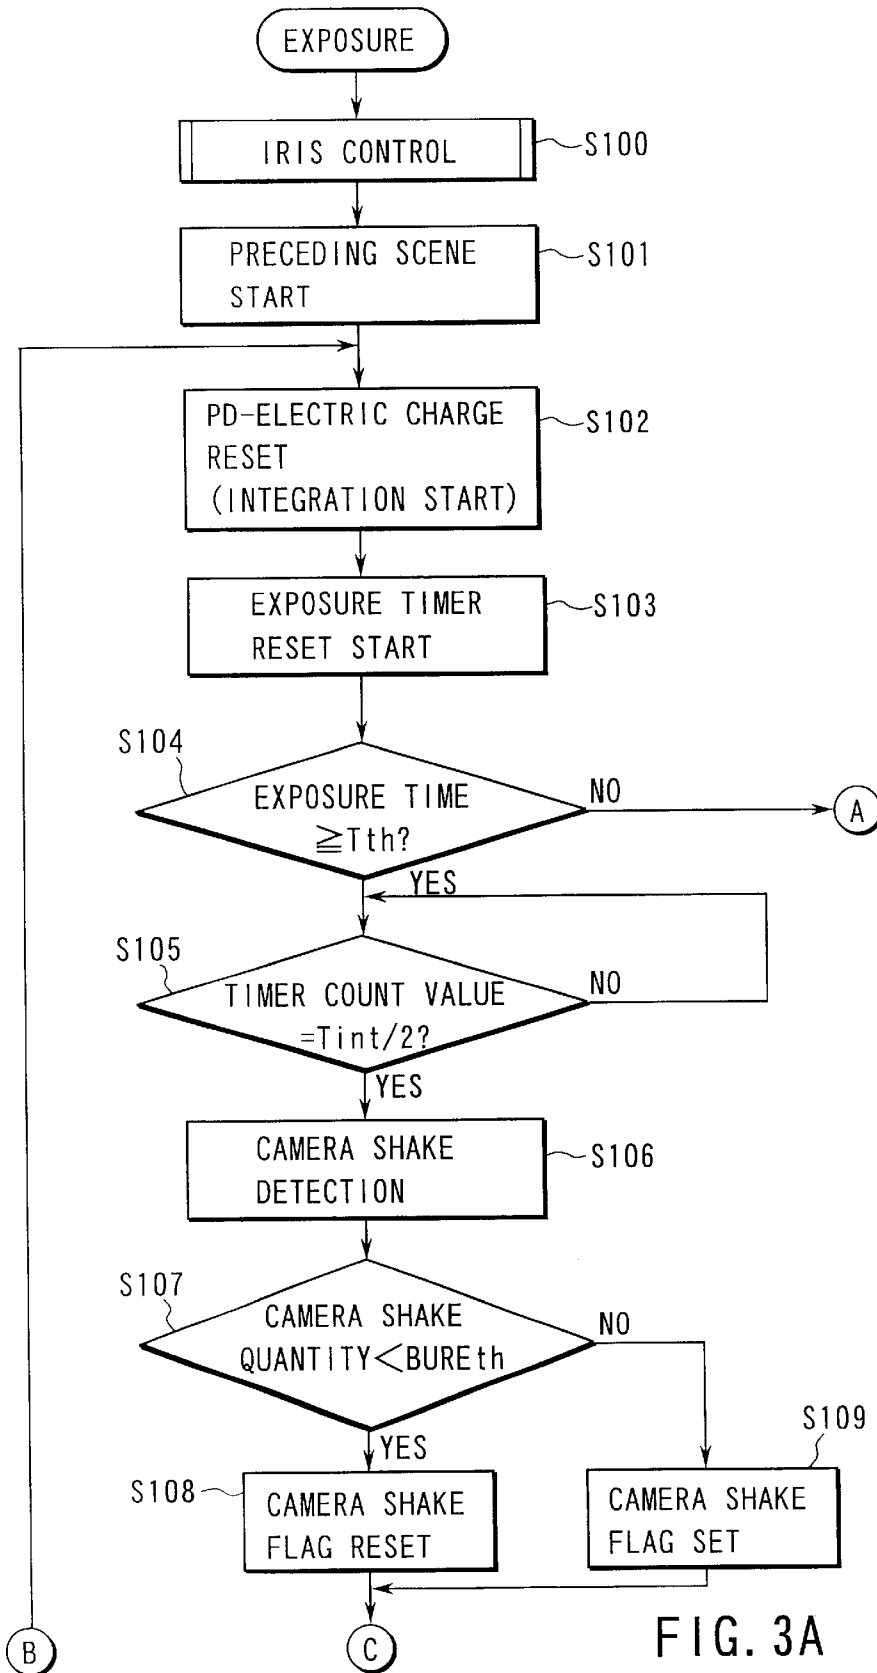 EXPOSURE
IRIS CONTROL
S100
PRECEDING SCENE
START
S101
PD-ELECTRIC CHARGE
RESET
(INTEGRATION START)
S102
EXPOSURE TIMER
RESET START
S103
S104
EXPOSURE TIME
≧Tth?
NO
A
YES
S105
TIMER COUNT VALUE
=Tint/2?
NO
YES
CAMERA SHAKE
DETECTION
S106
S107
CAMERA SHAKE
QUANTITY<BUREth
NO
YES
S108
CAMERA SHAKE
FLAG RESET
S109
CAMERA SHAKE
FLAG SET
B
C
FIG. 3A